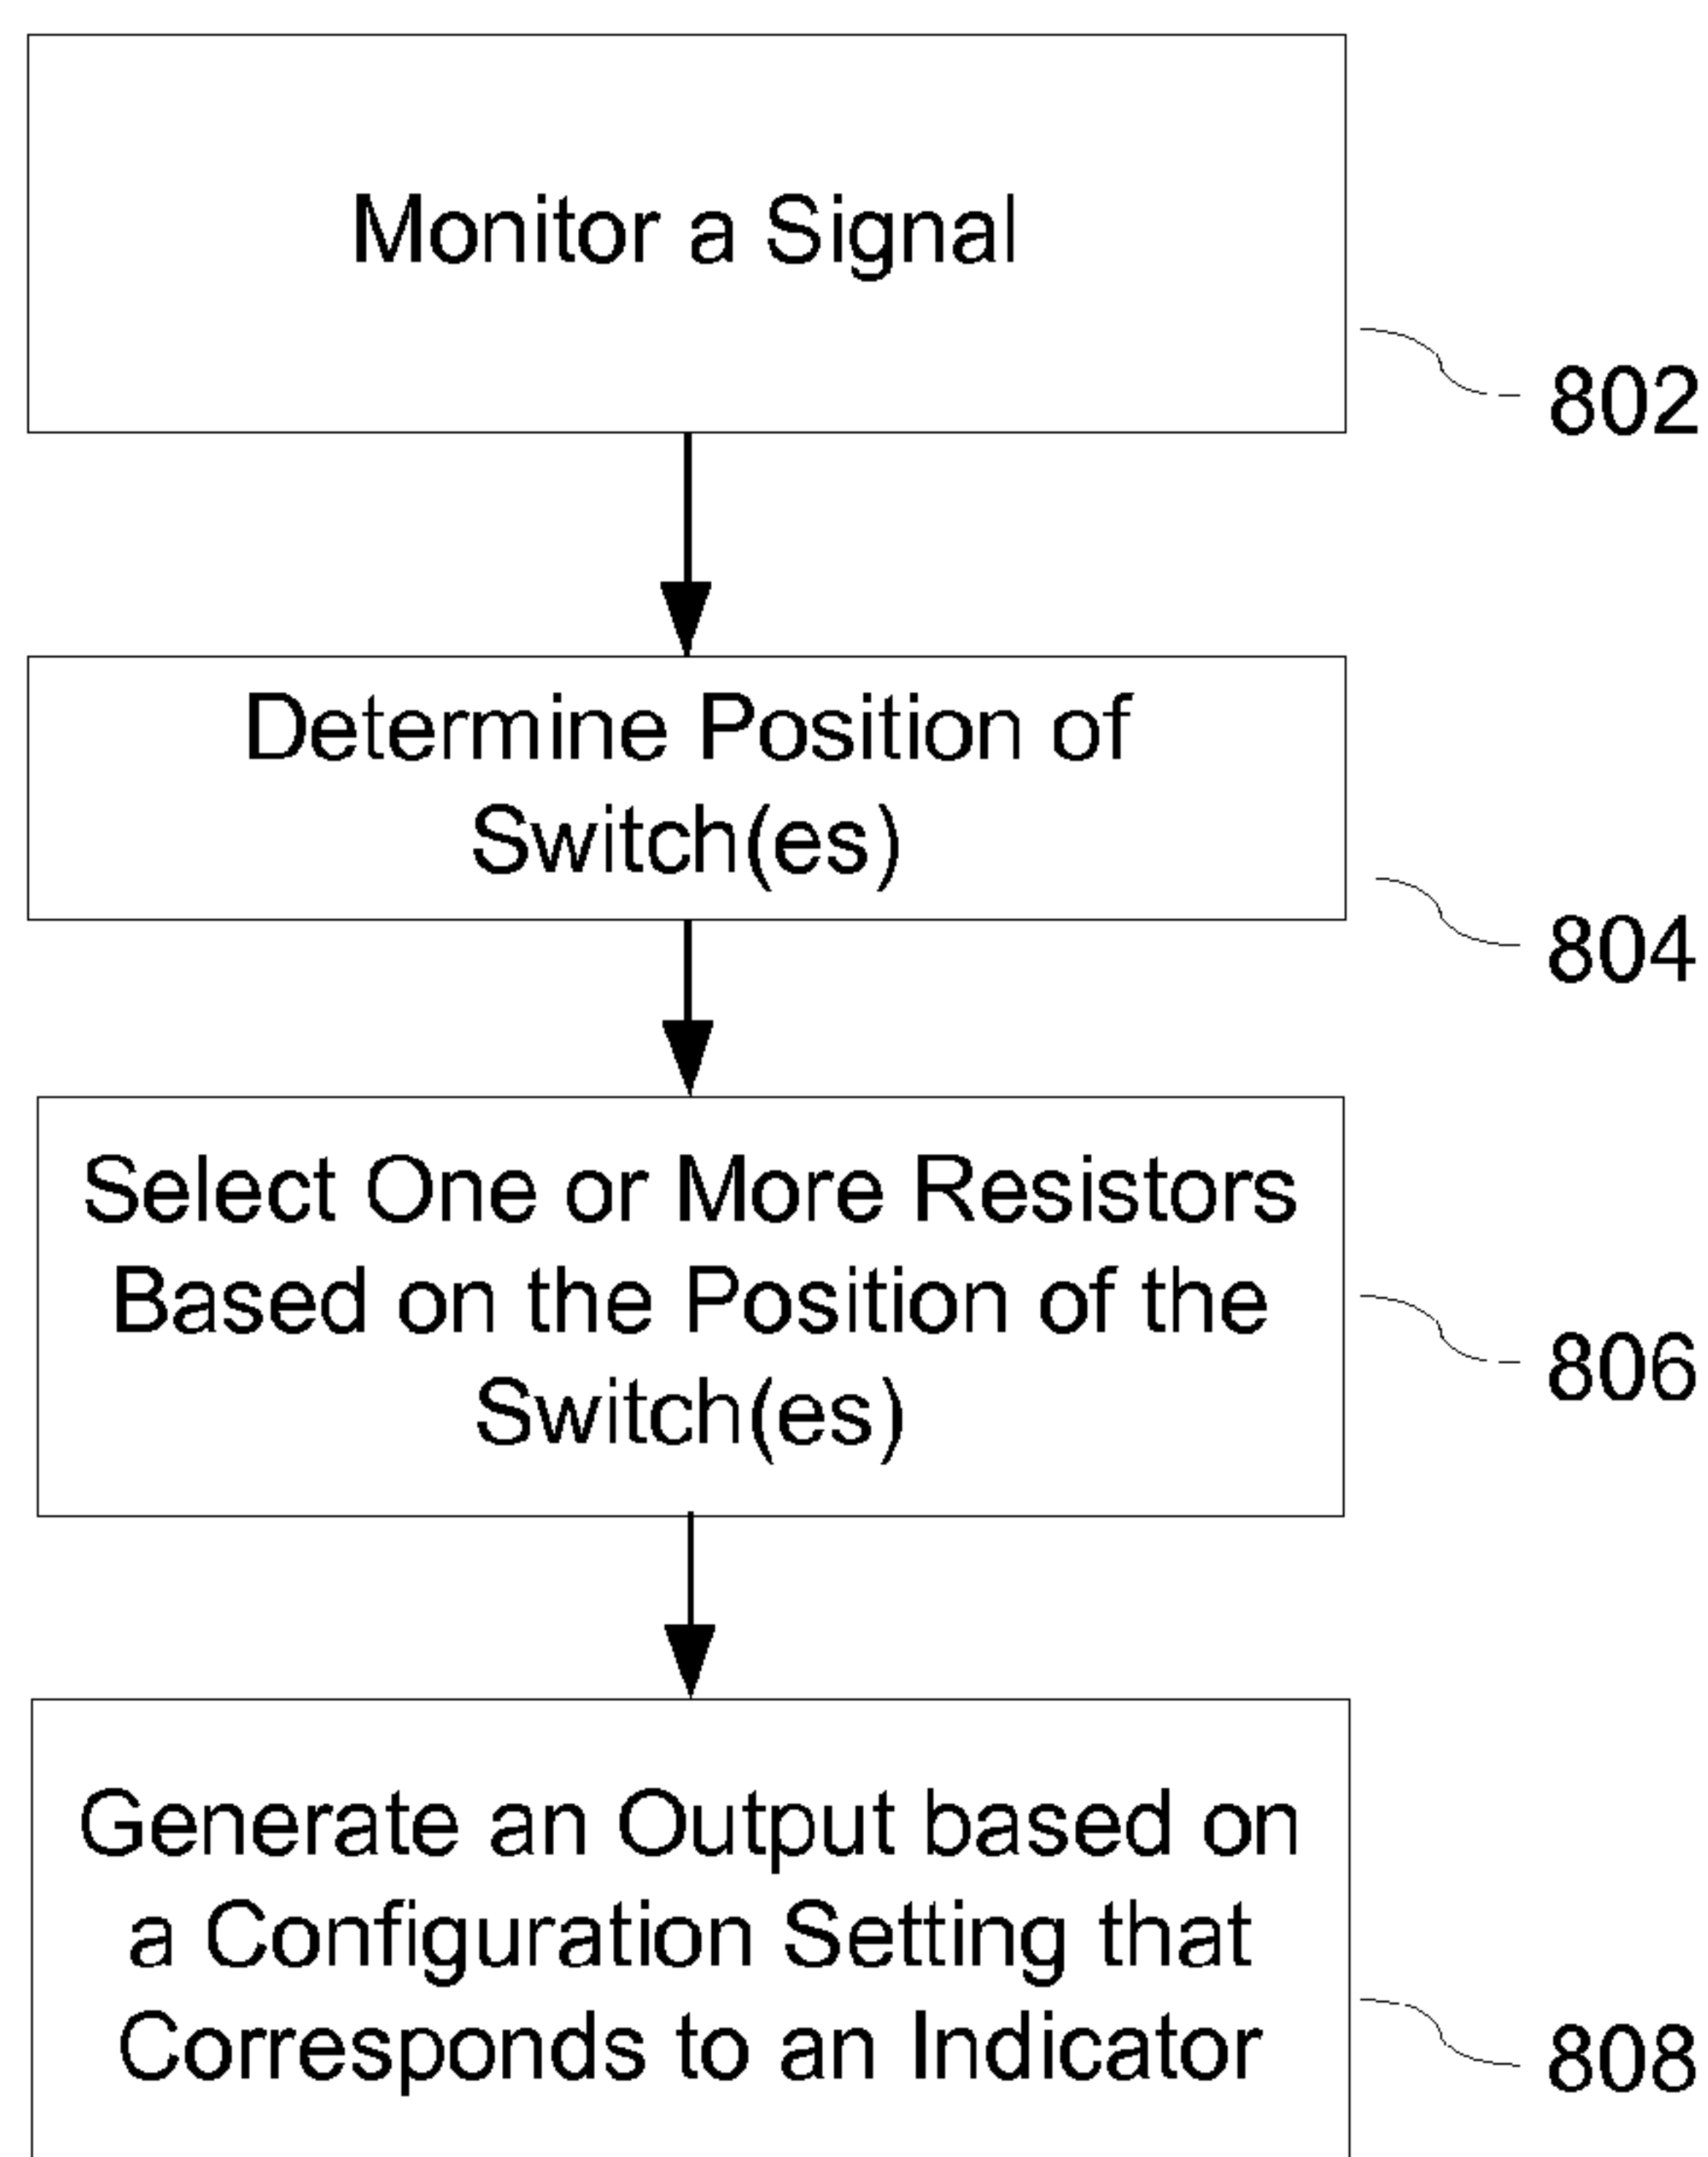 Monitor a Signal
802
Determine Position of
Switch(es)
804
Select One or More Resistors
Based on the Position of the
Switch(es)
806
Generate an Output based on
a Configuration Setting that
Corresponds to an Indicator
808